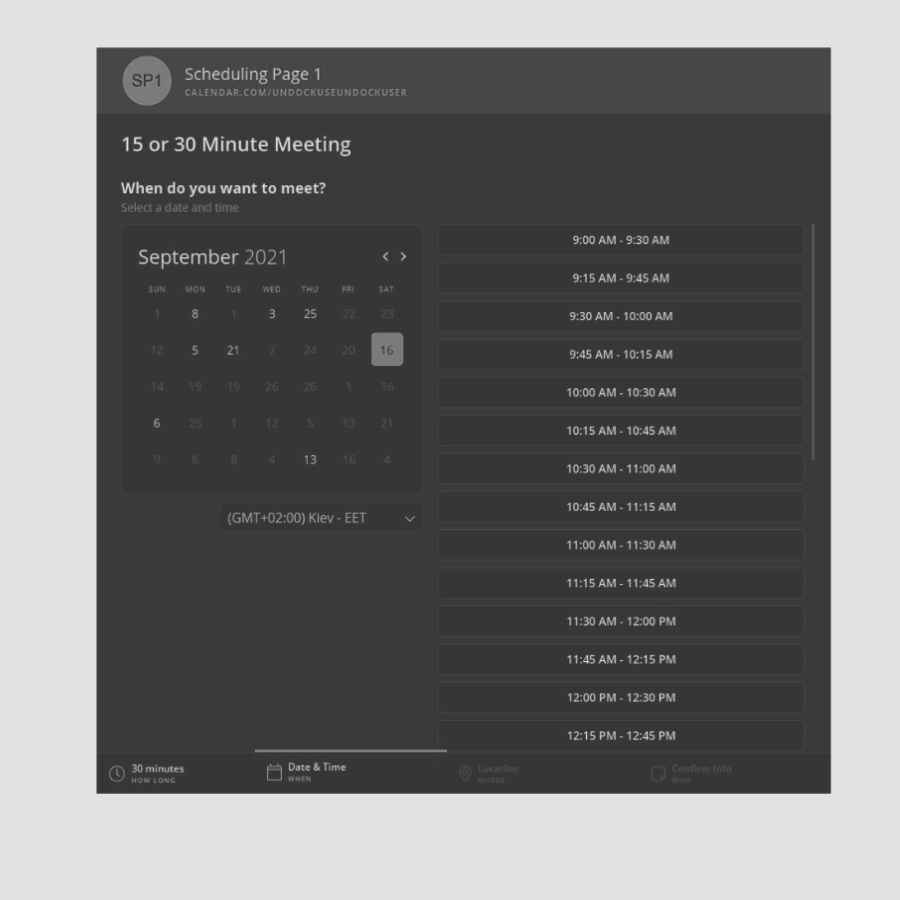 SP1
Scheduling Page 1
CALENDAR.COM/UNDOCKUSEUNDOCKUSER
15 or 30 Minute Meeting
When do you want to meet?
Select a date and time
September 2021
SUN MON TUE WED THU FRI SAT
1 8 1 3 25 22 23
12 5 21 7 24 20 16
14 19 19 26 26 1 16
6 25 1 12 5 13 21
9 6 8 4 13 16 4
(GMT+02:00) Kiev - EET
9:00 AM - 9:30 AM
9:15 AM - 9:45 AM
9:30 AM - 10:00 AM
9:45 AM - 10:15 AM
10:00 AM - 10:30 AM
10:15 AM - 10:45 AM
10:30 AM - 11:00 AM
10:45 AM - 11:15 AM
11:00 AM - 11:30 AM
11:15 AM - 11:45 AM
11:30 AM - 12:00 PM
11:45 AM - 12:15 PM
12:00 PM - 12:30 PM
12:15 PM - 12:45 PM
30 minutes
HOW LONG
Date & Time
WHEN
Location
WHERE
Confirm Info
WHO